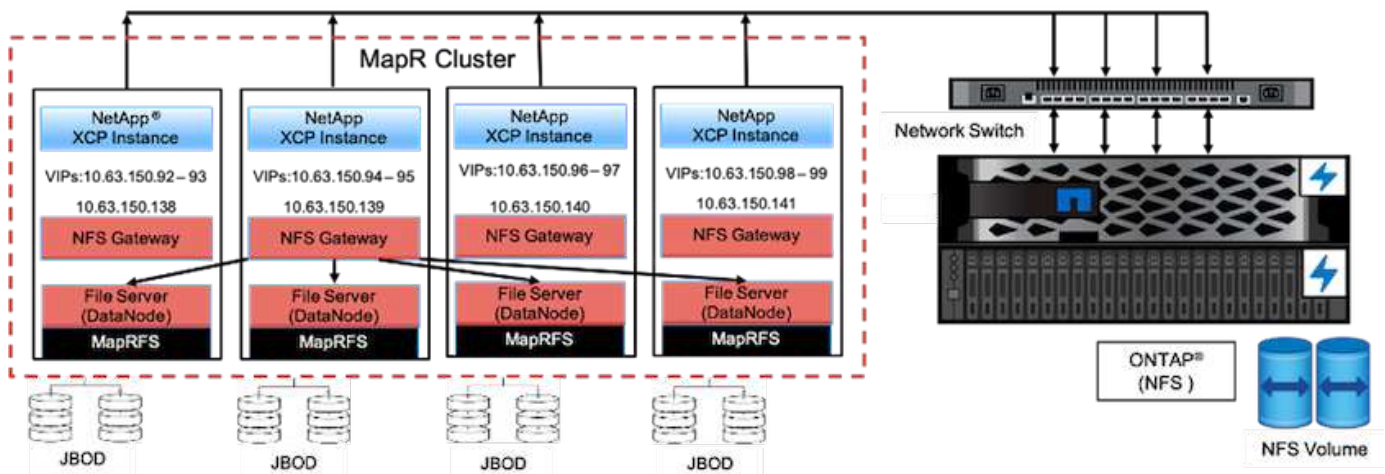 MapR Cluster
NetApp®
XCP Instance
VIPs:10.63.150.92–93
10.63.150.138
NFS Gateway
File Server
(DataNode)
MapRFS
JBOD
NetApp
XCP Instance
VIPs:10.63.150.94–95
10.63.150.139
NFS Gateway
File Server
(DataNode)
MapRFS
JBOD
NetApp
XCP Instance
VIPs:10.63.150.96–97
10.63.150.140
NFS Gateway
File Server
(DataNode)
MapRFS
JBOD
NetApp
XCP Instance
VIPs:10.63.150.98–99
10.63.150.141
NFS Gateway
File Server
(DataNode)
MapRFS
JBOD
Network Switch
ONTAP®
(NFS )
NFS Volume